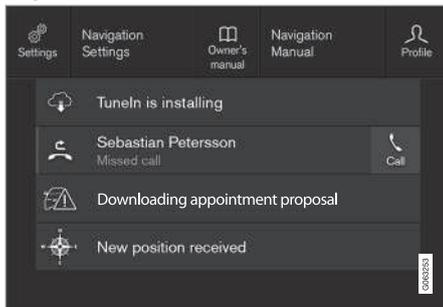 Navigation
Settings
Navigation
Manual
Settings
Owner's
manual
Profile
TuneIn is installing
Sebastian Petersson
Missed call
Call
Downloading appointment proposal
New position received
G063253